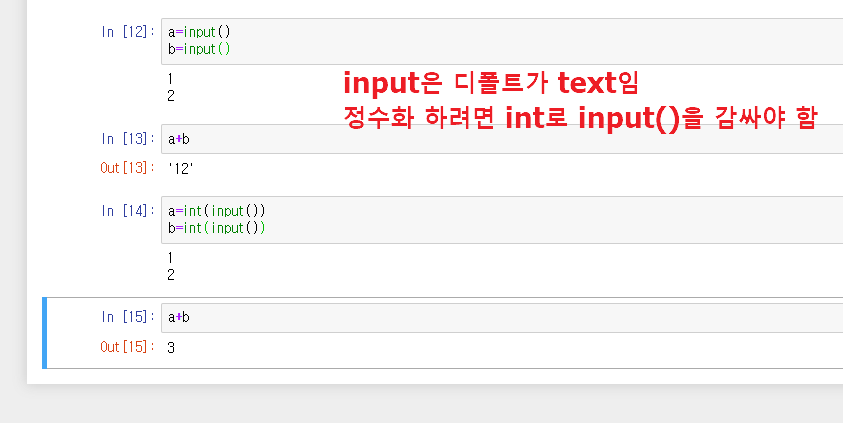 In [12]: a=input()
b=input()
1
2
input은 디폴트가 text임
정수화 하려면 int로 input()을 감싸야 함
In [13]: a+b
Out[13]: '12'
In [14]: a=int(input())
b=int(input())
1
2
In [15]: a+b
Out[15]: 3